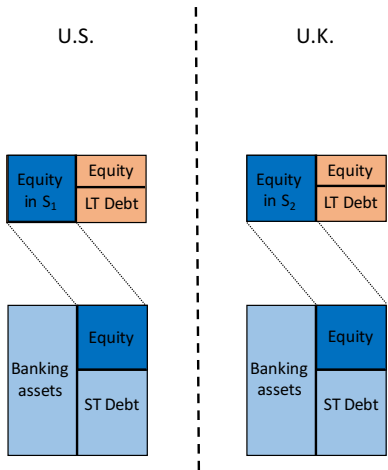 U.S.
U.K.
Equity
in S₁
Equity
LT Debt
Equity
in S₂
Equity
LT Debt
Banking
assets
Equity
ST Debt
Banking
assets
Equity
ST Debt